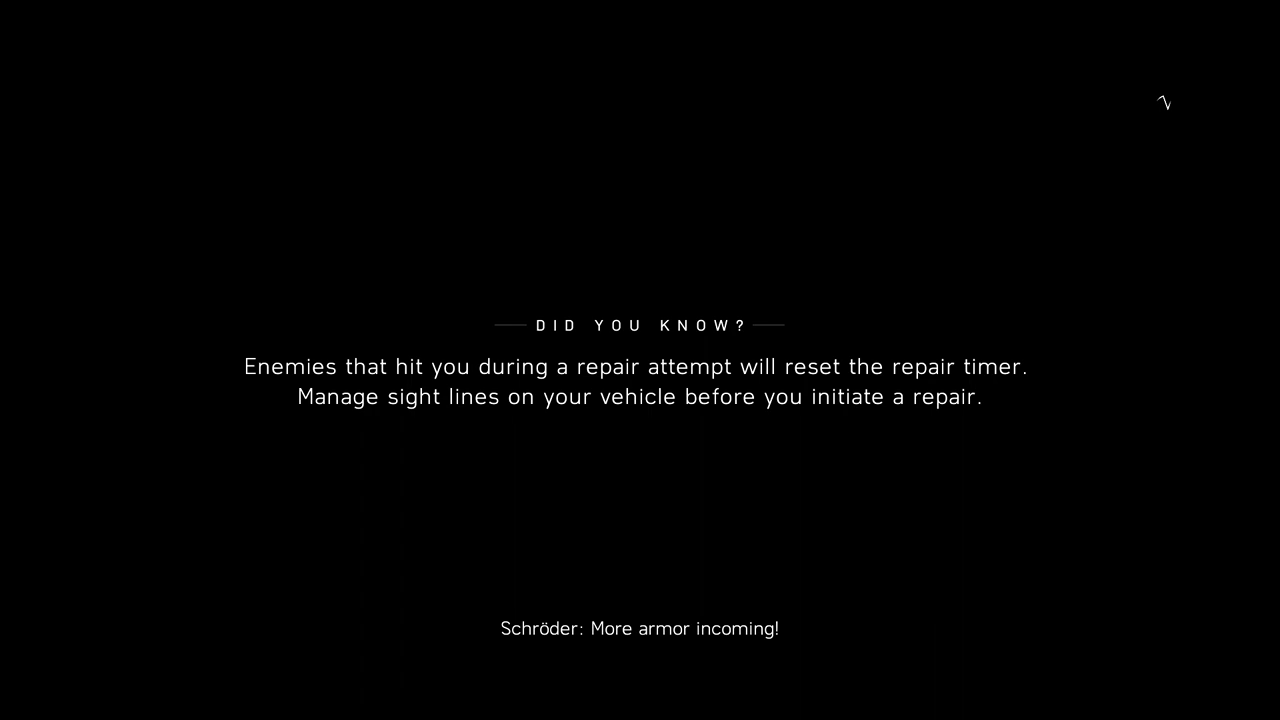 DID YOU KNOW?
Enemies that hit you during a repair attempt will reset the repair timer.
Manage sight lines on your vehicle before you initiate a repair.
Schröder: More armor incoming!